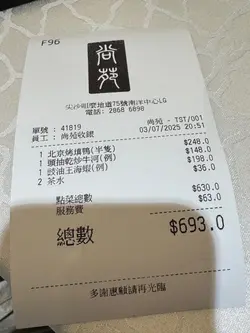 F96
尚苑
尖沙咀麼地道75號南洋中心LG
電話: 2868 6898
單號 : 41819
尚苑 - TST/001
員工 : 尚苑收銀
03/07/2025 20:51
1 北京烤填鴨(半隻) $248.0
1 頭抽乾炒牛河(例) $148.0
1 豉油王海蝦(例) $198.0
2 茶水 $36.0
點菜總數 $630.0
服務費 $63.0
總數 $693.0
多謝惠顧請再光臨